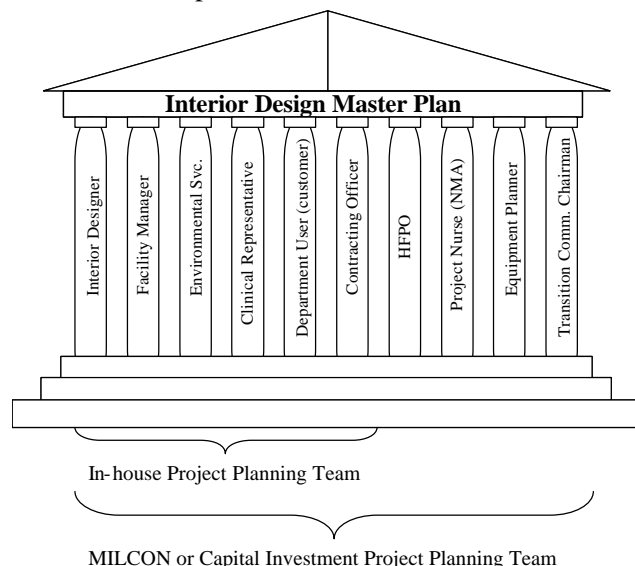 Interior Design Master Plan
Interior Designer
Facility Manager
Environmental Svc.
Clinical Representative
Department User (customer)
Contracting Officer
HFPO
Project Nurse (NMA)
Equipment Planner
Transition Comm. Chairman
In-house Project Planning Team
MILCON or Capital Investment Project Planning Team